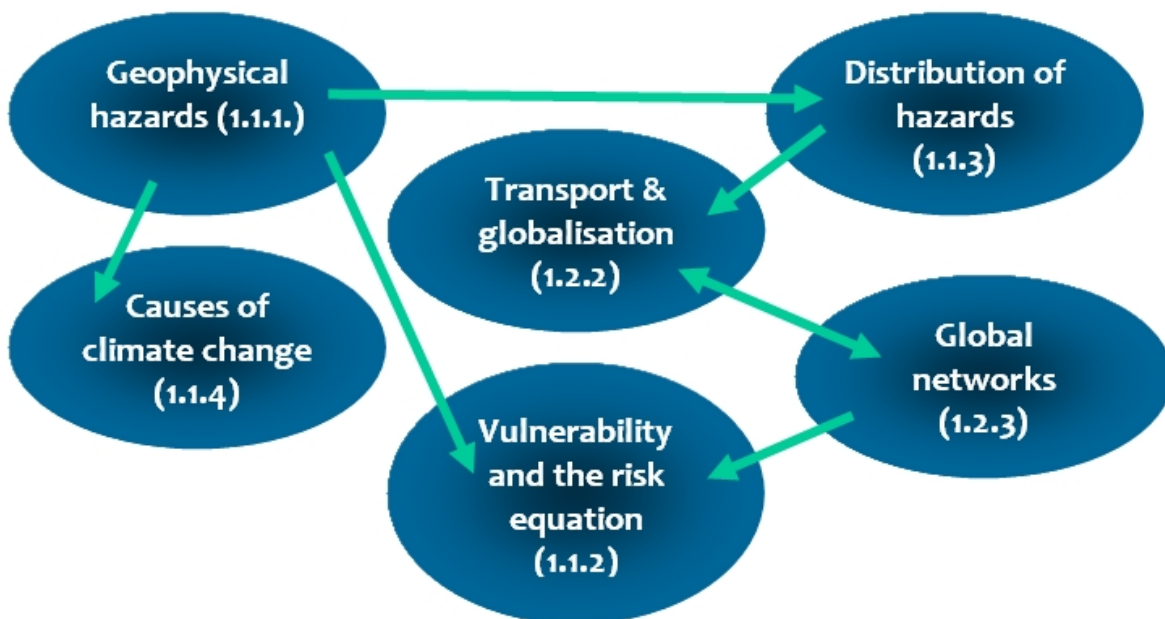 Geophysical
hazards (1.1.1.)
Distribution of
hazards
(1.1.3)
Transport &
globalisation
(1.2.2)
Causes of
climate change
(1.1.4)
Global
networks
(1.2.3)
Vulnerability
and the risk
equation
(1.1.2)